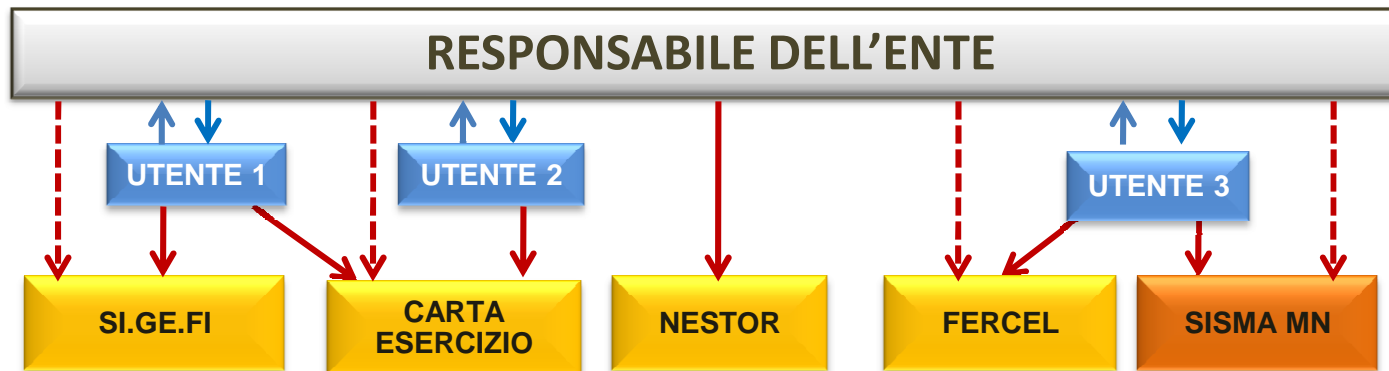 RESPONSABILE DELL’ENTE
UTENTE 1
UTENTE 2
UTENTE 3
SI.GE.FI
CARTA
ESERCIZIO
NESTOR
FERCEL
SISMA MN